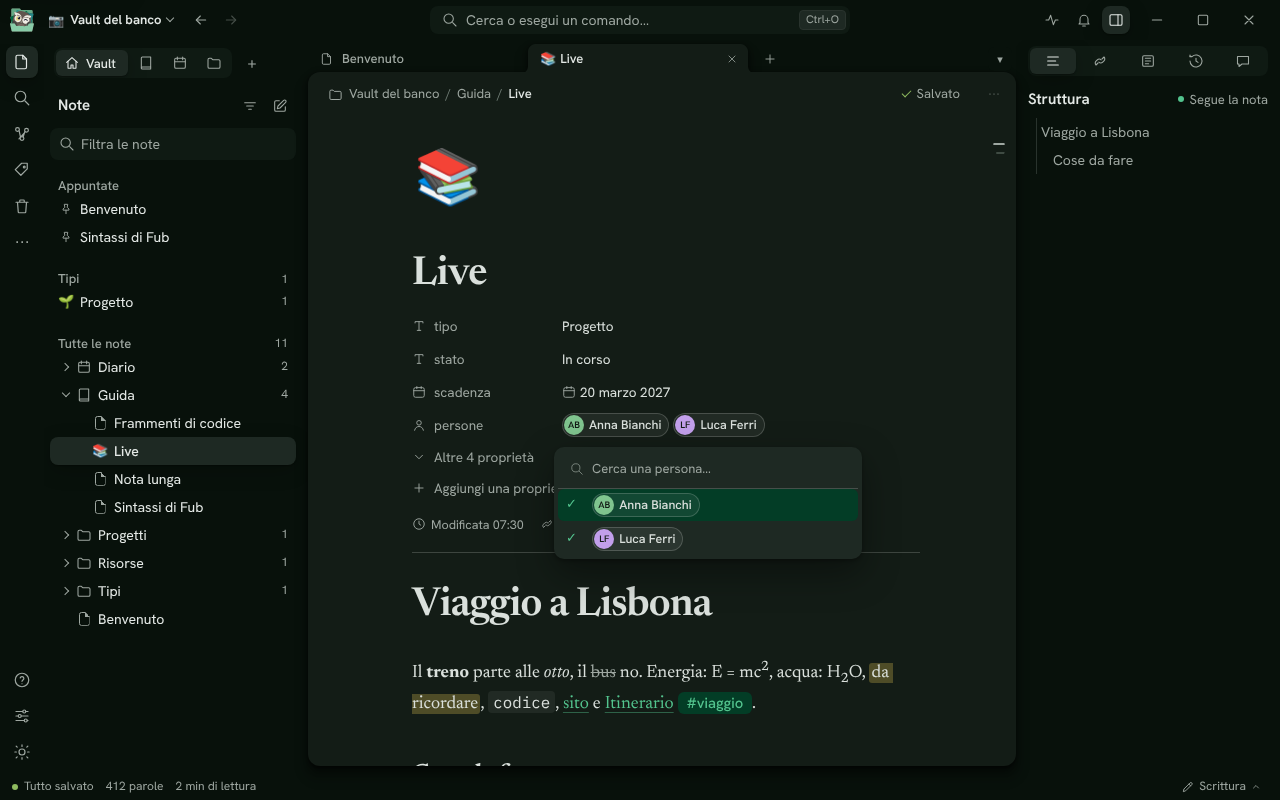 Vault del banco
Cerca o esegui un comando...
Ctrl+O
Vault
Benvenuto
Live
Note
Filtra le note
Appuntate
Benvenuto
Sintassi di Fub
Tipi 1
Progetto 1
Tutte le note 11
Diario 2
Guida 4
Frammenti di codice
Live
Nota lunga
Sintassi di Fub
Progetti 1
Risorse 1
Tipi 1
Benvenuto
Vault del banco / Guida / Live
Salvato
Live
tipo Progetto
stato In corso
scadenza 20 marzo 2027
persone AB Anna Bianchi LF Luca Ferri
Altre 4 proprietà
Aggiungi una
Modificata 07:30
Cerca una persona...
✓ AB Anna Bianchi
✓ LF Luca Ferri
Viaggio a Lisbona
Il treno parte alle otto, il bus no. Energia: E = mc², acqua: H₂O, da
ricordare, codice, sito e Itinerario #viaggio.
Struttura
Segue la nota
Viaggio a Lisbona
Cose da fare
Tutto salvato 412 parole 2 min di lettura
Scrittura